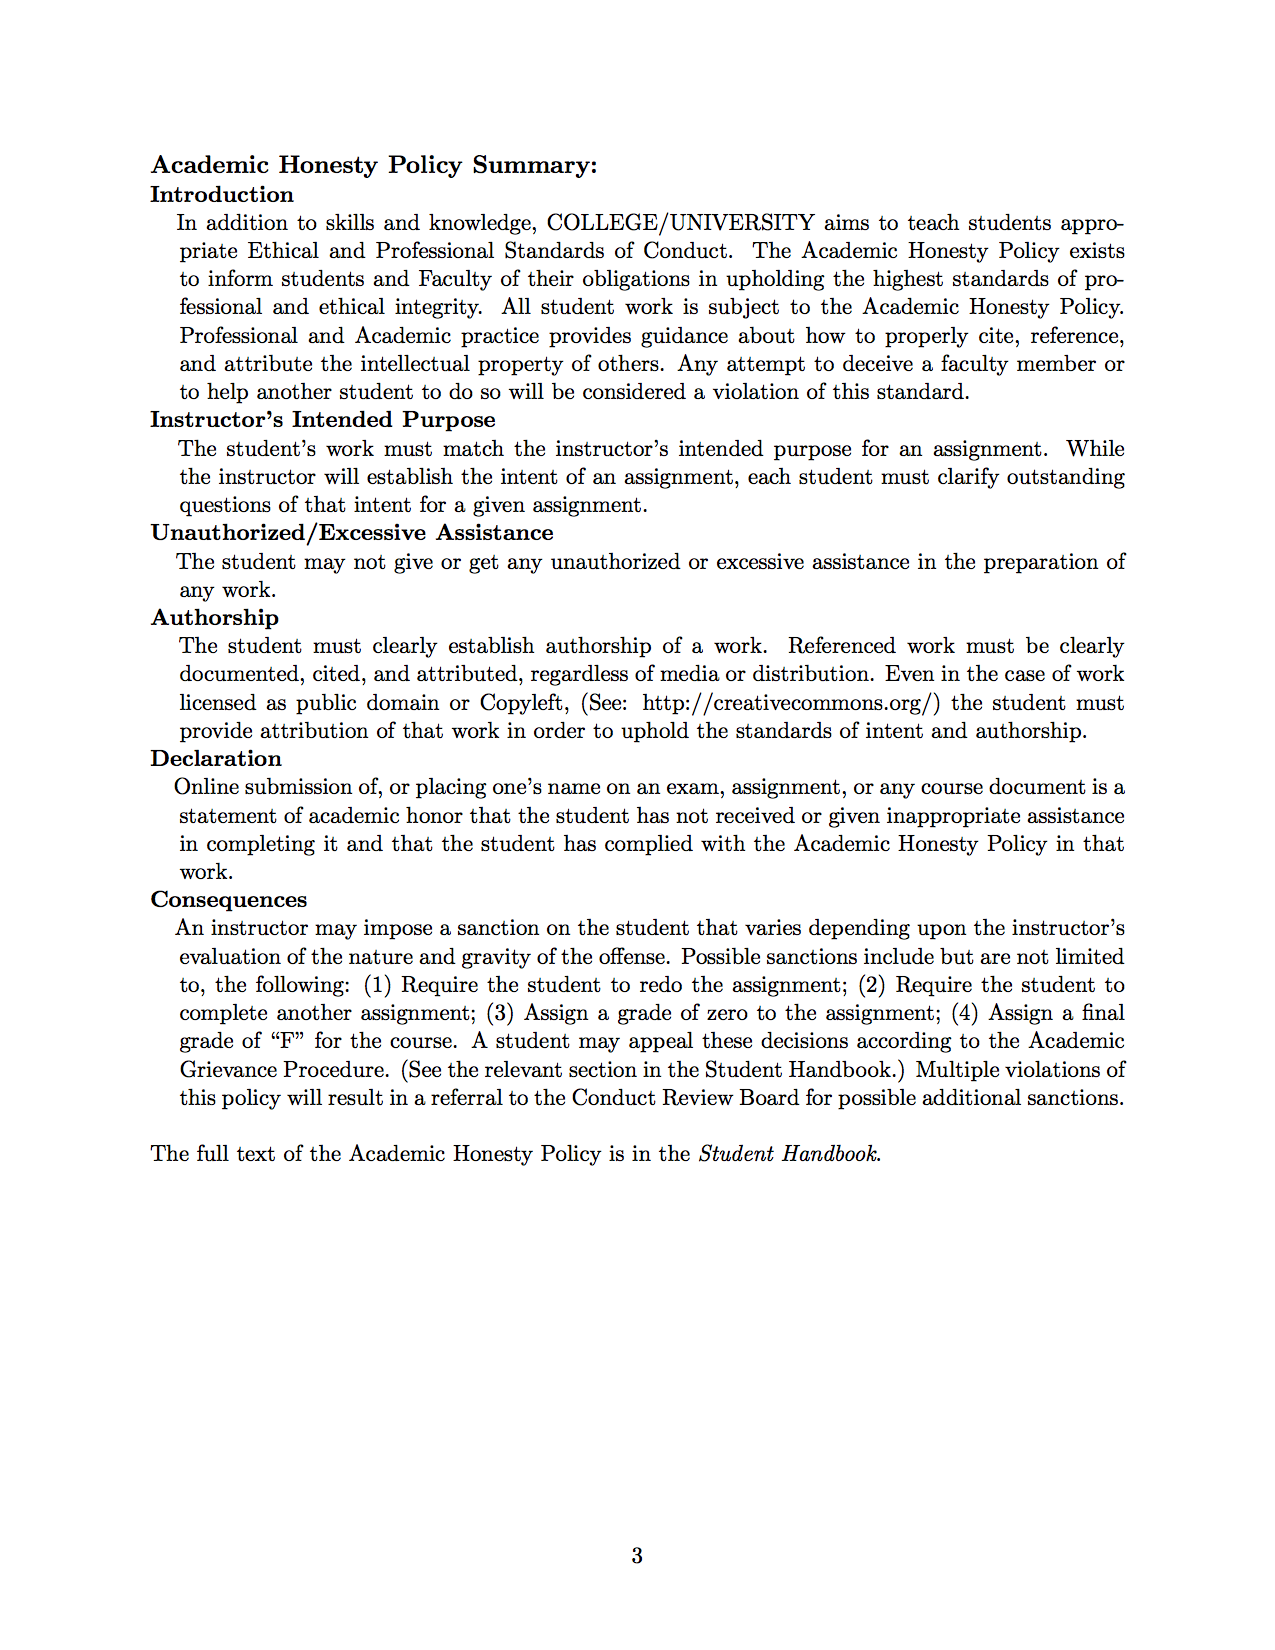 Academic Honesty Policy Summary:
Introduction
In addition to skills and knowledge, COLLEGE/UNIVERSITY aims to teach students appro-
priate Ethical and Professional Standards of Conduct. The Academic Honesty Policy exists
to inform students and Faculty of their obligations in upholding the highest standards of pro-
fessional and ethical integrity. All student work is subject to the Academic Honesty Policy.
Professional and Academic practice provides guidance about how to properly cite, reference,
and attribute the intellectual property of others. Any attempt to deceive a faculty member or
to help another student to do so will be considered a violation of this standard.
Instructor’s Intended Purpose
The student’s work must match the instructor’s intended purpose for an assignment. While
the instructor will establish the intent of an assignment, each student must clarify outstanding
questions of that intent for a given assignment.
Unauthorized/Excessive Assistance
The student may not give or get any unauthorized or excessive assistance in the preparation of
any work.
Authorship
The student must clearly establish authorship of a work. Referenced work must be clearly
documented, cited, and attributed, regardless of media or distribution. Even in the case of work
licensed as public domain or Copyleft, (See: http://creativecommons.org/) the student must
provide attribution of that work in order to uphold the standards of intent and authorship.
Declaration
Online submission of, or placing one’s name on an exam, assignment, or any course document is a
statement of academic honor that the student has not received or given inappropriate assistance
in completing it and that the student has complied with the Academic Honesty Policy in that
work.
Consequences
An instructor may impose a sanction on the student that varies depending upon the instructor’s
evaluation of the nature and gravity of the offense. Possible sanctions include but are not limited
to, the following: (1) Require the student to redo the assignment; (2) Require the student to
complete another assignment; (3) Assign a grade of zero to the assignment; (4) Assign a final
grade of “F” for the course. A student may appeal these decisions according to the Academic
Grievance Procedure. (See the relevant section in the Student Handbook.) Multiple violations of
this policy will result in a referral to the Conduct Review Board for possible additional sanctions.
The full text of the Academic Honesty Policy is in the Student Handbook.
3